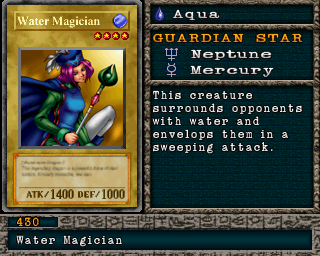 Water Magician
Aqua
GUARDIAN STAR
Neptune
Mercury
This creature
surrounds opponents
with water and
envelops them in a
sweeping attack.
ATK/1400 DEF/1000
430
Water Magician